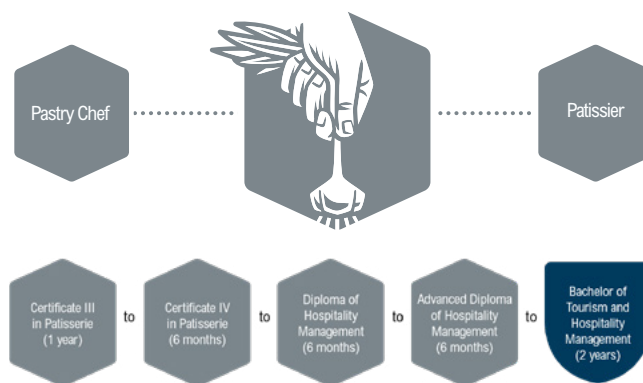 Pastry Chef
Patissier
Certificate III
in Patisserie
(1 year)
to
Certificate IV
in Patisserie
(6 months)
to
Diploma of
Hospitality
Management
(6 months)
to
Advanced Diploma
of Hospitality
Management
(6 months)
to
Bachelor of
Tourism and
Hospitality
Management
(2 years)